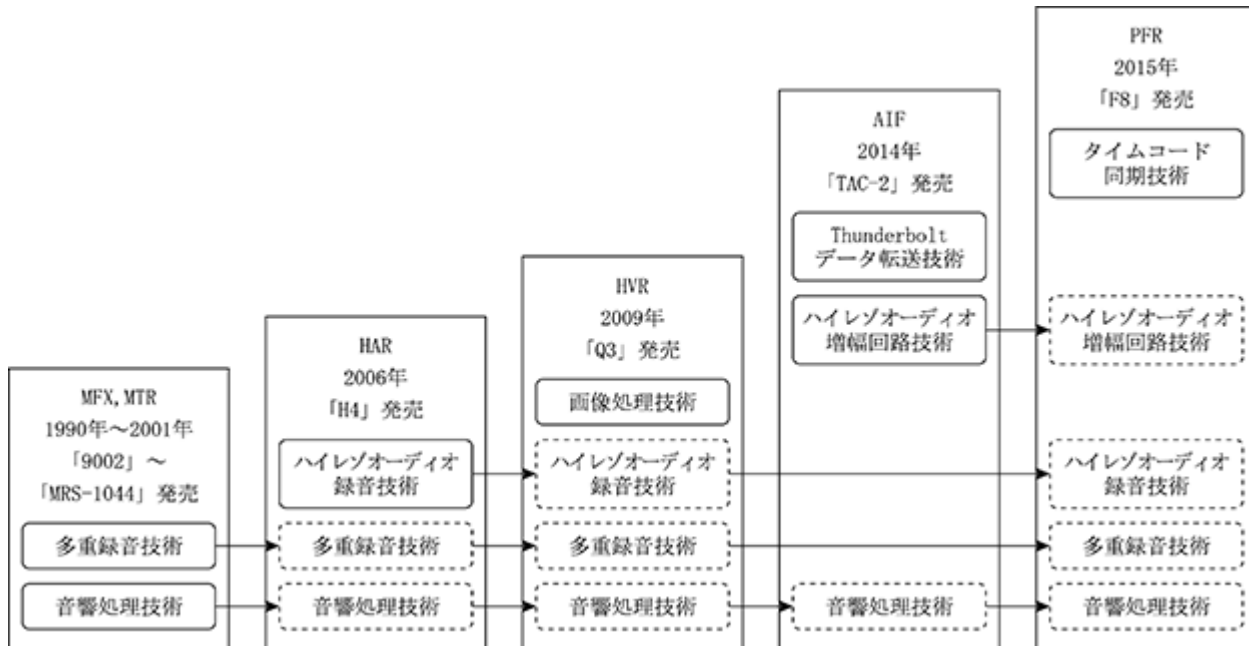 MFX,MTR
1990年～2001年
「9002」～
「MRS-1044」発売
多重録音技術
音響処理技術
HAR
2006年
「H4」発売
ハイレゾオーディオ
録音技術
多重録音技術
音響処理技術
HVR
2009年
「Q3」発売
画像処理技術
ハイレゾオーディオ
録音技術
多重録音技術
音響処理技術
AIF
2014年
「TAC-2」発売
Thunderbolt
データ転送技術
ハイレゾオーディオ
増幅回路技術
音響処理技術
PFR
2015年
「F8」発売
タイムコード
同期技術
ハイレゾオーディオ
増幅回路技術
ハイレゾオーディオ
録音技術
多重録音技術
音響処理技術